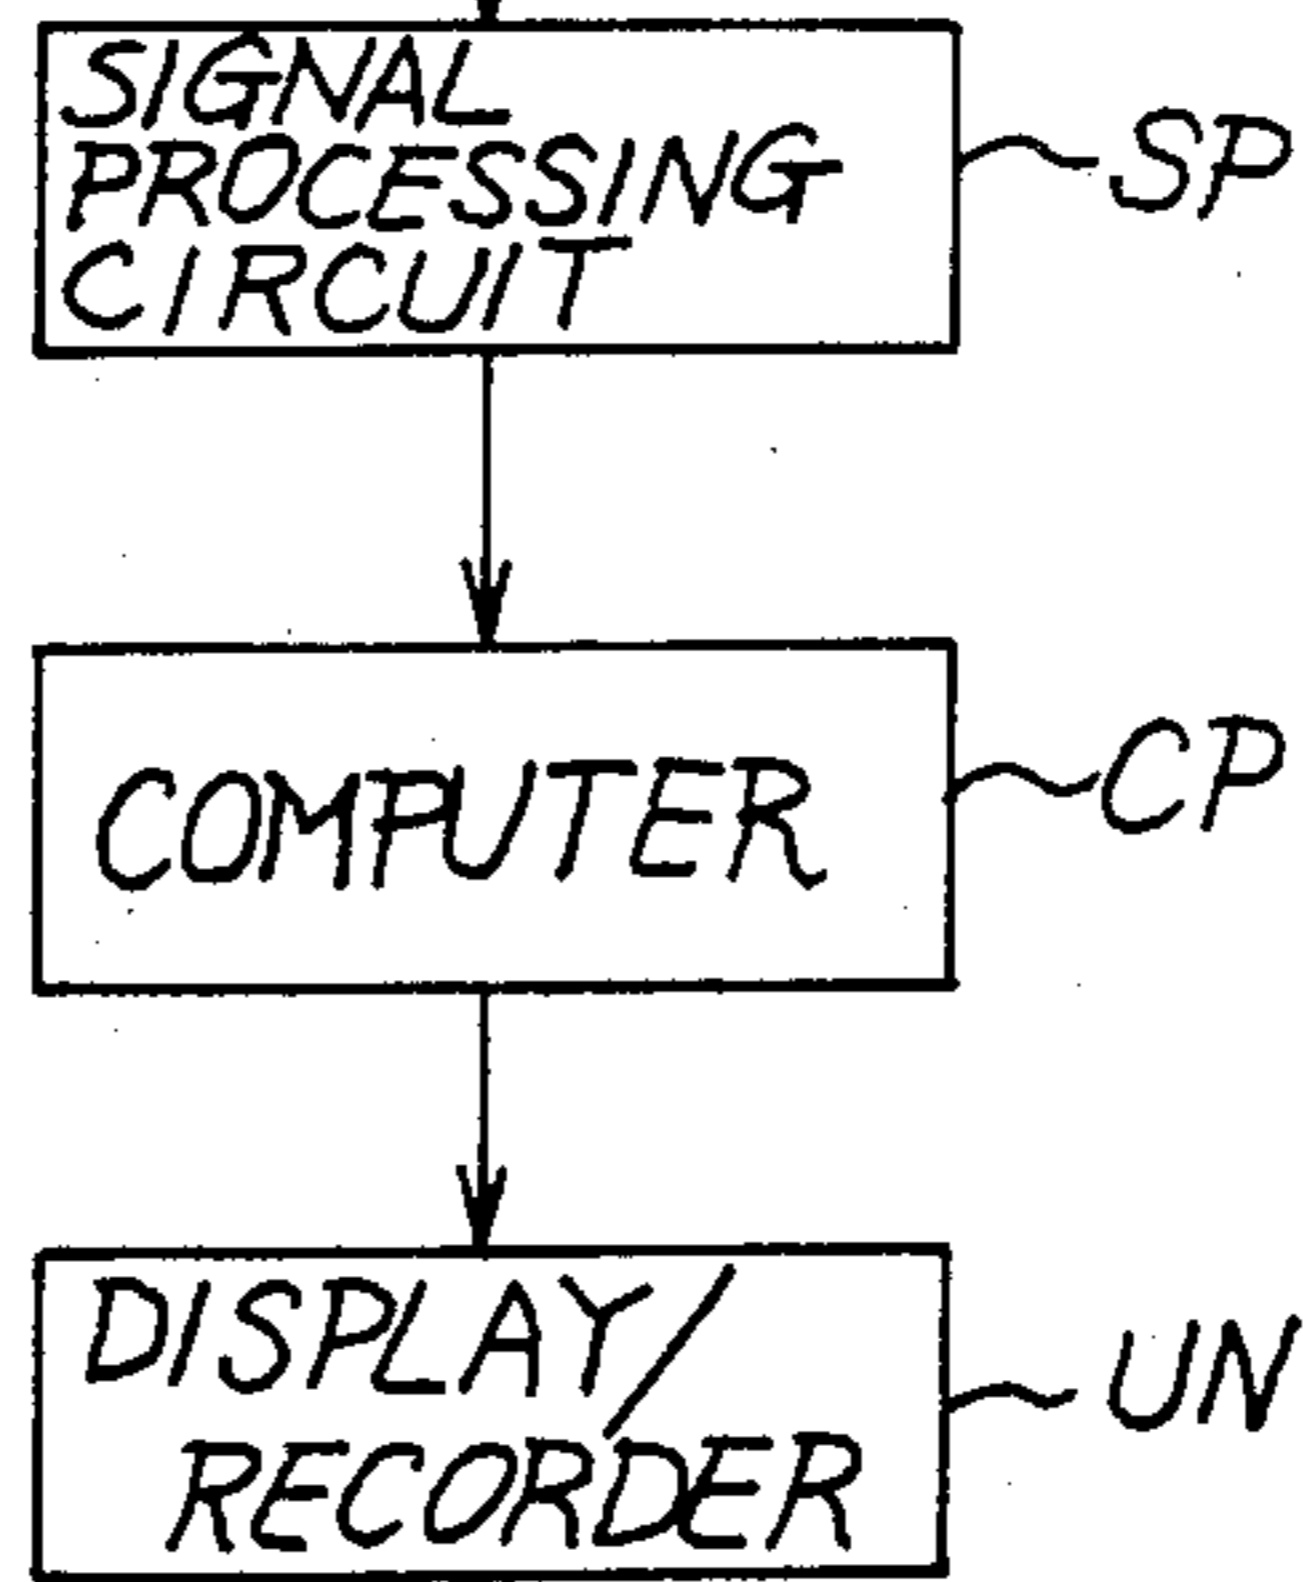 SIGNAL
PROCESSING
CIRCUIT
SP
COMPUTER
CP
DISPLAY/
RECORDER
UN